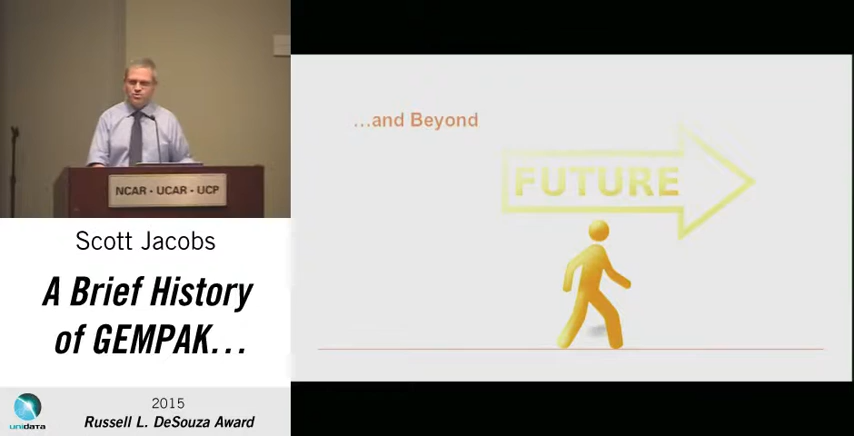 NCAR • UCAR • UCP
Scott Jacobs
A Brief History
of GEMPAK...
unidata
2015
Russell L. DeSouza Award
...and Beyond
FUTURE